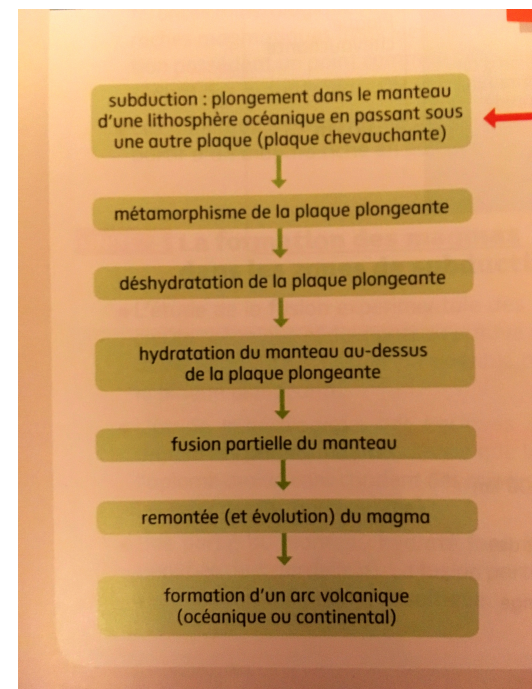 subduction : plongement dans le manteau
d'une lithosphère océanique en passant sous
une autre plaque (plaque chevauchante)
métamorphisme de la plaque plongeante
déshydratation de la plaque plongeante
hydratation du manteau au-dessus
de la plaque plongeante
fusion partielle du manteau
remontée (et évolution) du magma
formation d'un arc volcanique
(océanique ou continental)